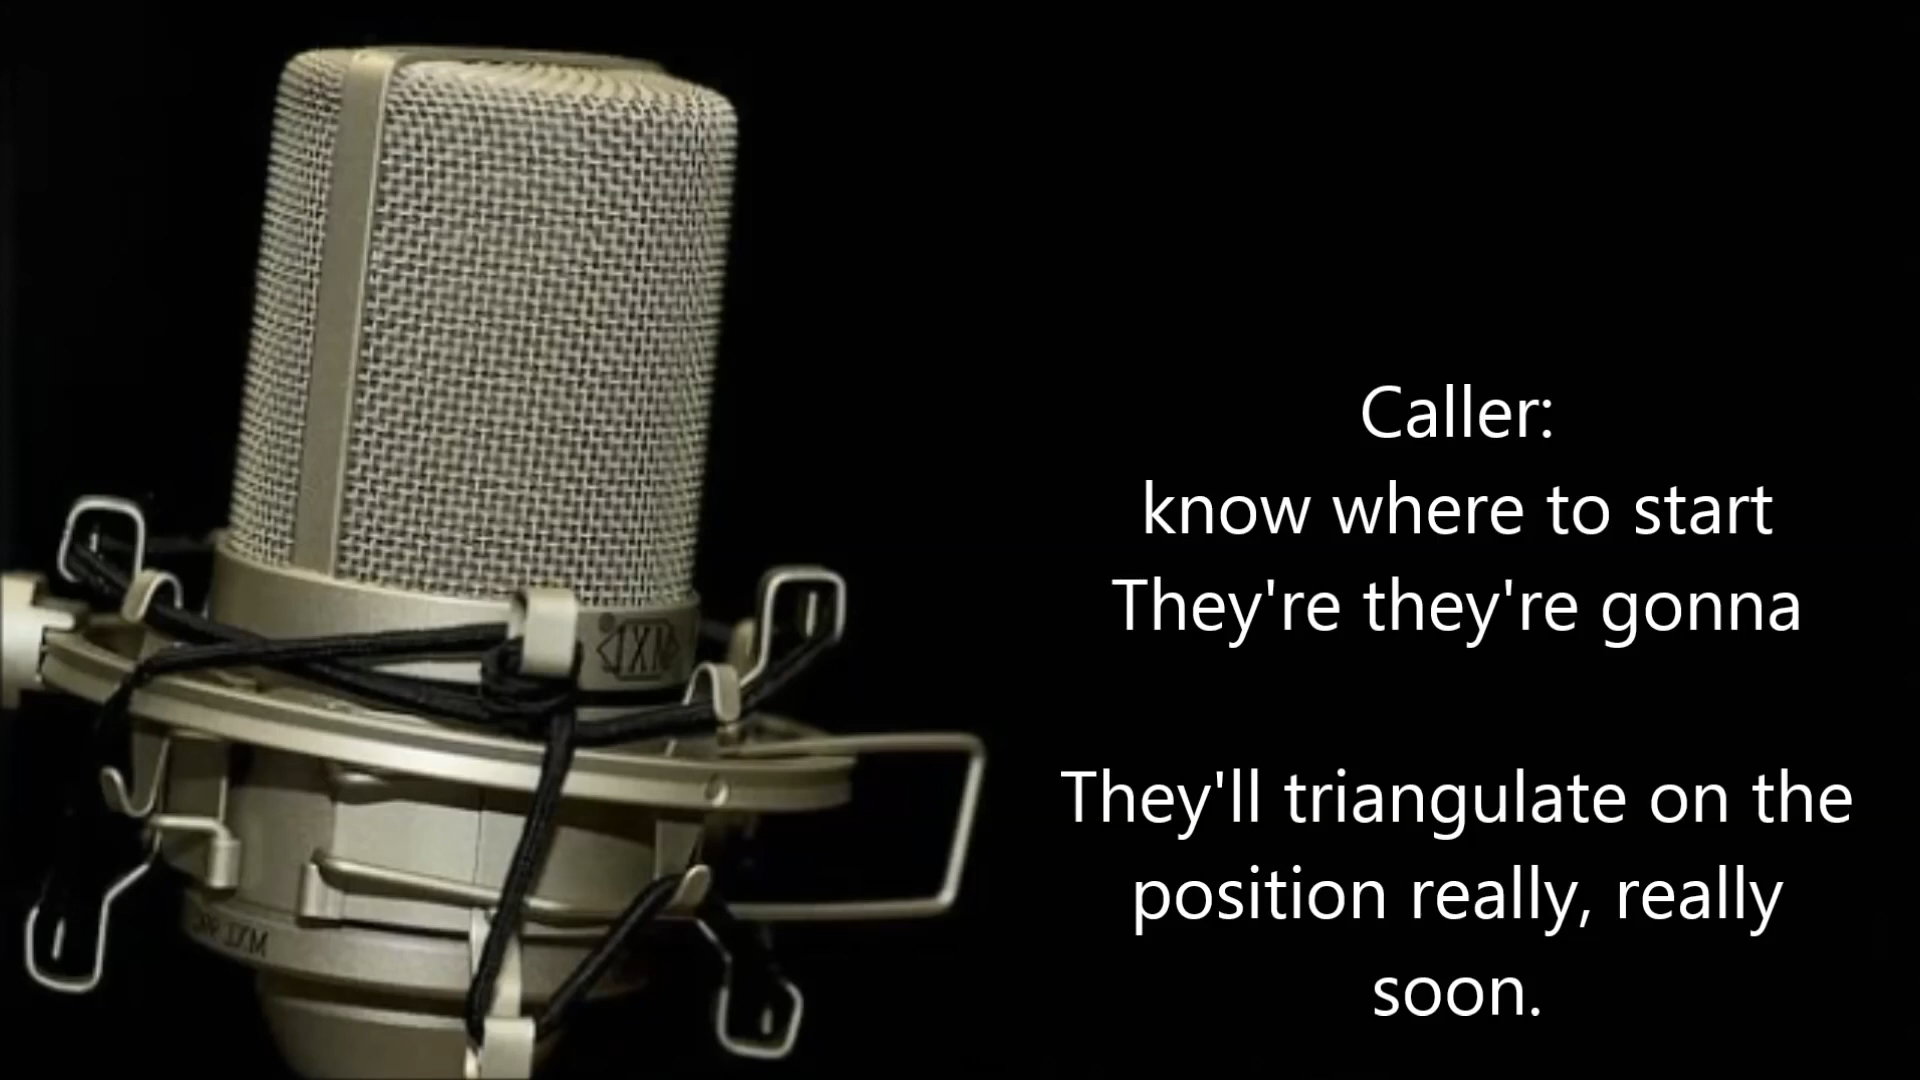 Caller:
know where to start
They're they're gonna
They'll triangulate on the
position really, really
soon.